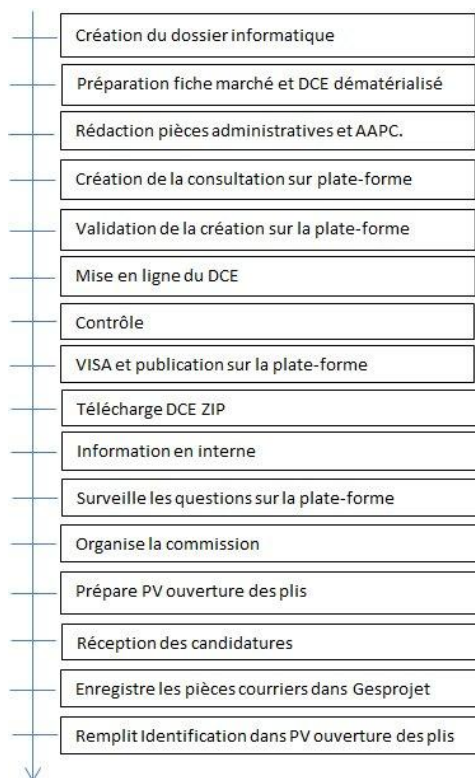 Création du dossier informatique
Préparation fiche marché et DCE dématérialisé
Rédaction pièces administratives et AAPC.
Création de la consultation sur plate-forme
Validation de la création sur la plate-forme
Mise en ligne du DCE
Contrôle
VISA et publication sur la plate-forme
Télécharge DCE ZIP
Information en interne
Surveille les questions sur la plate-forme
Organise la commission
Prépare PV ouverture des plis
Réception des candidatures
Enregistre les pièces courriers dans Gesprojet
Remplit Identification dans PV ouverture des plis